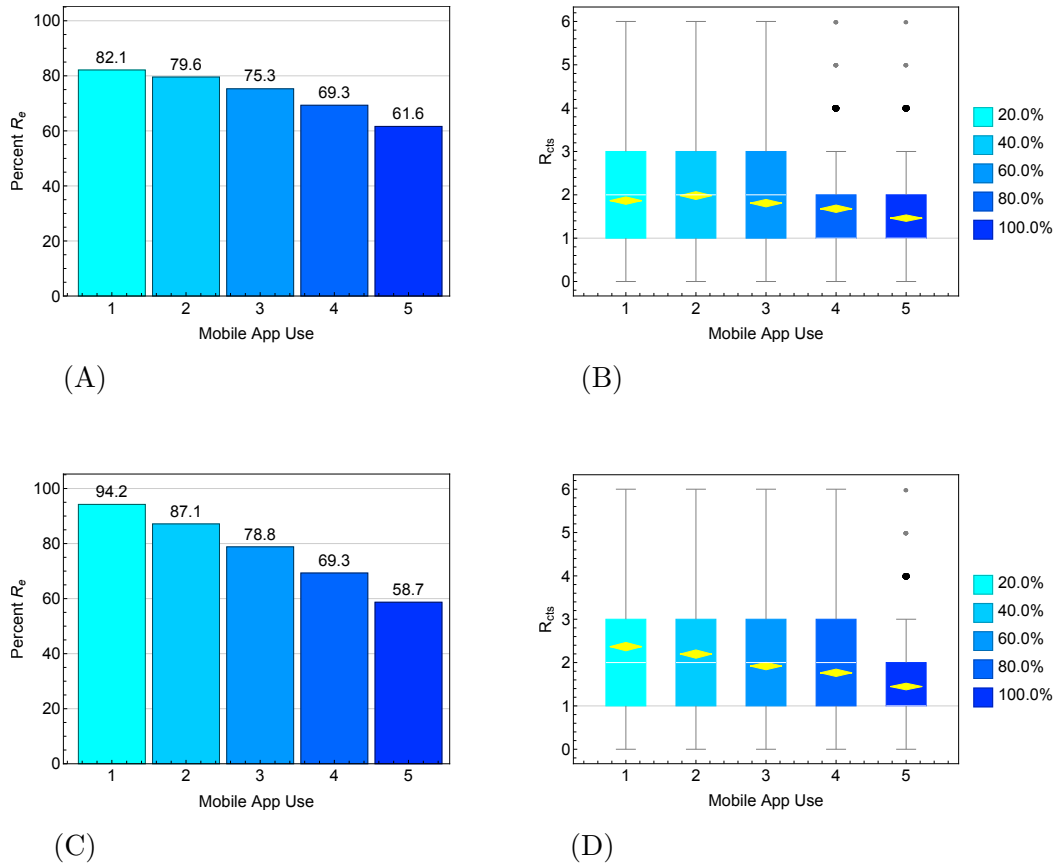 100
80
60
40
20
0
Percent Re
82.1
79.6
75.3
69.3
61.6
1 2 3 4 5
Mobile App Use
(A)
6
5
4
3
2
1
0
Rcts
1 2 3 4 5
Mobile App Use
20.0%
40.0%
60.0%
80.0%
100.0%
(B)
100
80
60
40
20
0
Percent Re
94.2
87.1
78.8
69.3
58.7
1 2 3 4 5
Mobile App Use
(C)
6
5
4
3
2
1
0
Rcts
1 2 3 4 5
Mobile App Use
20.0%
40.0%
60.0%
80.0%
100.0%
(D)